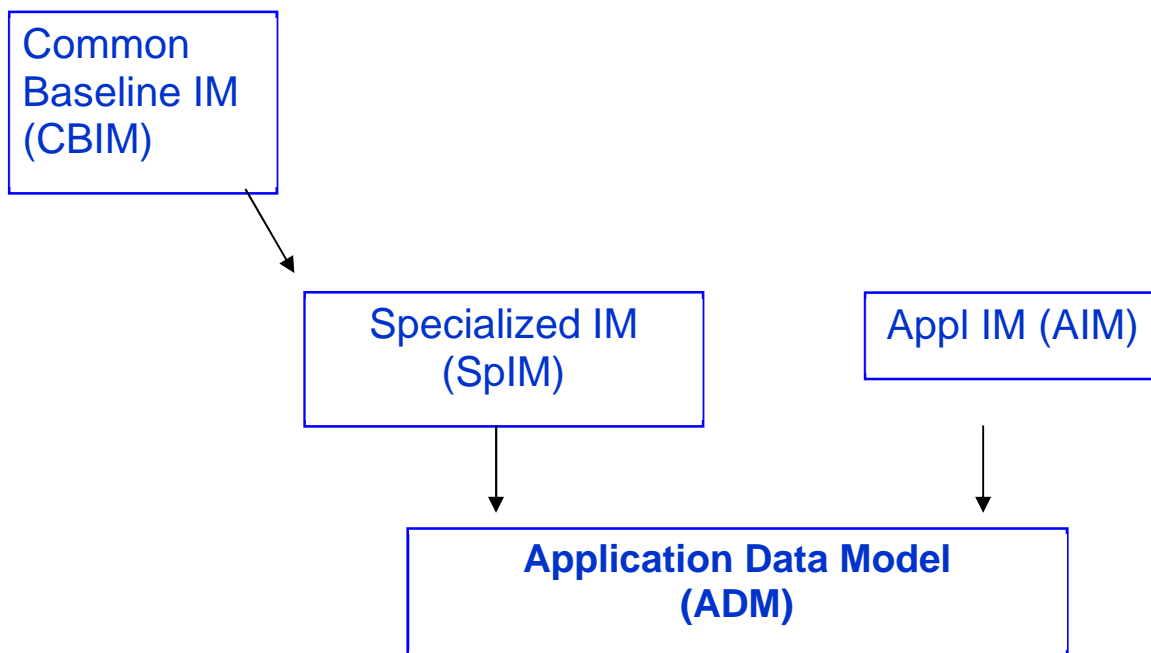 Common
Baseline IM
(CBIM)
Specialized IM
(SpIM)
Appl IM (AIM)
Application Data Model
(ADM)